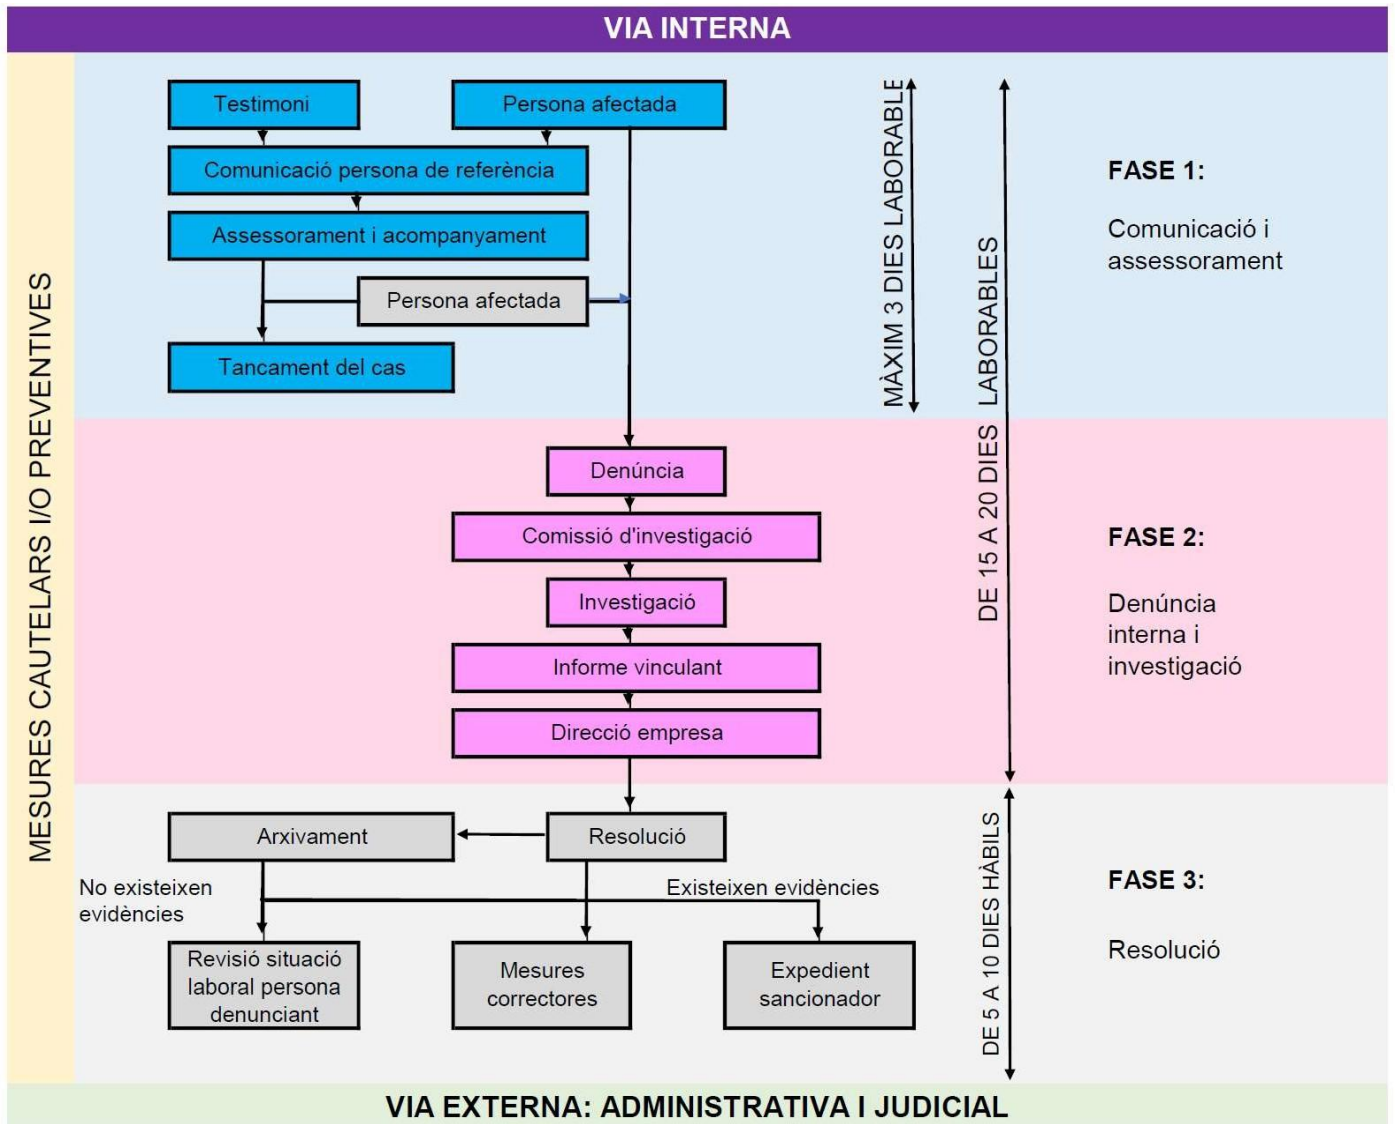 VIA INTERNA
MESURES CAUTELARS I/O PREVENTIVES
Testimoni
Persona afectada
Comunicació persona de referència
Assessorament i acompanyament
Persona afectada
Tancament del cas
MÀXIM 3 DIES LABORABLE
DE 15 A 20 DIES LABORABLES
FASE 1:
Comunicació i
assessorament
Denúncia
Comissió d'investigació
Investigació
Informe vinculant
Direcció empresa
FASE 2:
Denúncia
interna i
investigació
Arxivament
Resolució
No existeixen
evidències
Existeixen evidències
Revisió situació
laboral persona
denunciant
Mesures
correctores
Expedient
sancionador
DE 5 A 10 DIES HÀBILS
FASE 3:
Resolució
VIA EXTERNA: ADMINISTRATIVA I JUDICIAL